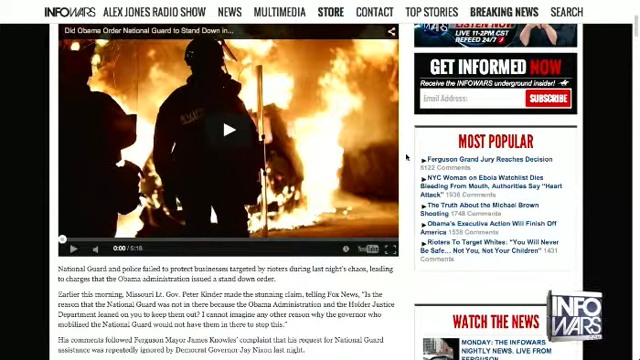 INFOWARS ALEX JONES RADIO SHOW NEWS MULTIMEDIA STORE CONTACT TOP STORIES BREAKING NEWS SEARCH
Did Obama Order National Guard to Stand Down in...
LIVE 11-2PM CST
REFEED 24/7
GET INFORMED NOW
Receive the INFOWARS underground insider!
Email Address:
SUBSCRIBE
MOST POPULAR
Ferguson Grand Jury Reaches Decision
5122 Comments
NYC Woman on Ebola Watchlist Dies
Bleeding From Mouth, Authorities Say "Heart
Attack" 1936 Comments
The Truth About the Michael Brown
Shooting 1748 Comments
Obama's Executive Action Will Finish Off
America 1538 Comments
Rioters To Target Whites: "You Will Never
Be Safe... Not You, Not Your Children" 1431
Comments
0:00 / 5:16
YouTube
National Guard and police failed to protect businesses targeted by rioters during last night's chaos, leading
to charges that the Obama administration issued a stand down order.
Earlier this morning, Missouri Lt. Gov. Peter Kinder made the stunning claim, telling Fox News, "Is the
reason that the National Guard was not in there because the Obama Administration and the Holder Justice
Department leaned on you to keep them out? I cannot imagine any other reason why the governor who
mobilized the National Guard would not have them in there to stop this."
His comments followed Ferguson Mayor James Knowles' complaint that his request for National Guard
assistance was repeatedly ignored by Democrat Governor Jay Nixon last night.
WATCH THE NEWS
MONDAY: THE INFOWARS
NIGHTLY NEWS, LIVE FROM
FERGUSON
INFO
WARS